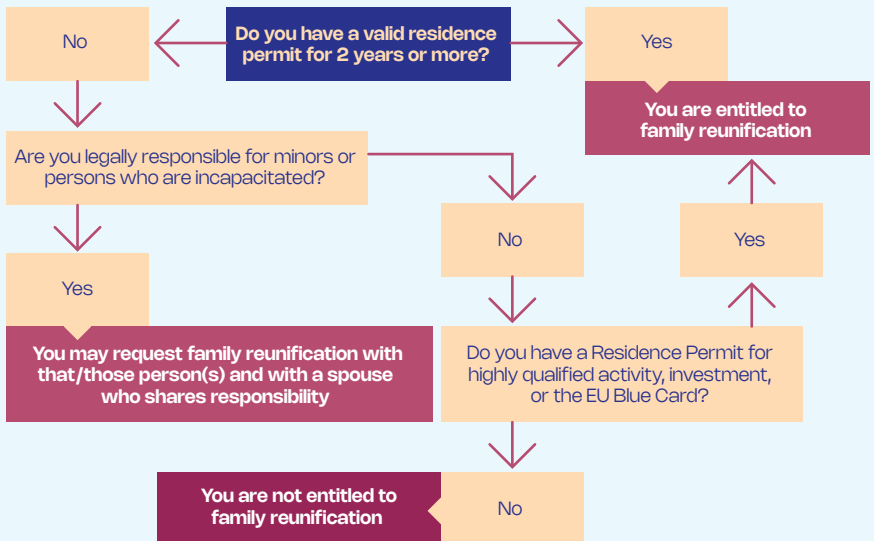 No
Do you have a valid residence
permit for 2 years or more?
Yes
You are entitled to
family reunification
Are you legally responsible for minors or
persons who are incapacitated?
No
Yes
Yes
You may request family reunification with
that/those person(s) and with a spouse
who shares responsibility
Do you have a Residence Permit for
highly qualified activity, investment,
or the EU Blue Card?
You are not entitled to
family reunification
No